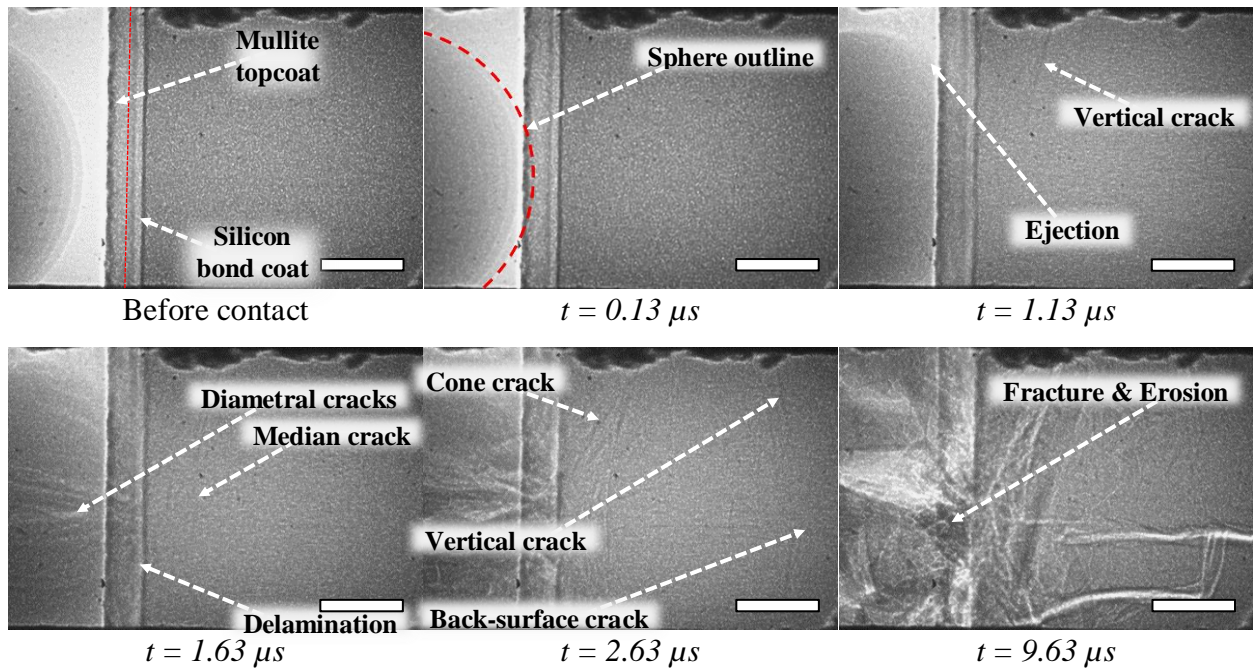 Mullite
topcoat
Silicon
bond coat
Before contact
Sphere outline
t = 0.13 µs
Vertical crack
Ejection
t = 1.13 µs
Diametral cracks
Median crack
Delamination
t = 1.63 µs
Cone crack
Vertical crack
Back-surface crack
t = 2.63 µs
Fracture & Erosion
t = 9.63 µs